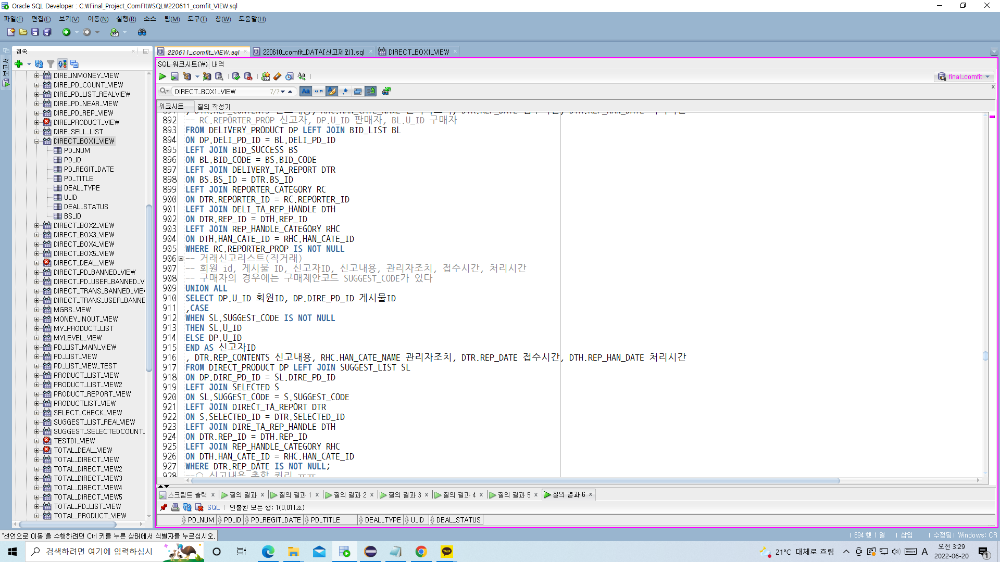 Oracle SQL Developer : C:₩Final_Project_ComFIt₩SQL₩220611_comfit_VIEW.sql
파일(F) 편집(E) 보기(V) 이동(N) 실행(R) 소스 팀(M) 도구(T) 창(W) 도움말(H)
접속
DIRE_INMONEY_VIEW
DIRE_PD_COUNT_VIEW
DIRE_PD_LIST_REALVIEW
DIRE_PD_NEAR_VIEW
DIRE_PD_REP_VIEW
DIRE_PRODUCT_VIEW
DIRE_SELL_LIST
DIRECT_BOX1_VIEW
PD_NUM
PD_ID
PD_REGIT_DATE
PD_TITLE
DEAL_TYPE
U_ID
DEAL_STATUS
BS_ID
DIRECT_BOX2_VIEW
DIRECT_BOX3_VIEW
DIRECT_BOX4_VIEW
DIRECT_BOX5_VIEW
DIRECT_DEAL_VIEW
DIRECT_PD_BANNED_VIEW
DIRECT_PD_USER_BANNED_V
DIRECT_TRANS_BANNED_VIEV
DIRECT_TRANS_USER_BANNE
MGRS_VIEW
MONEY_INOUT_VIEW
MY_PRODUCT_LIST
MYLEVEL_VIEW
PD_LIST_MAIN_VIEW
PD_LIST_VIEW
PD_LIST_VIEW_TEST
PRODUCT_LIST_VIEW
PRODUCT_LIST_VIEW2
PRODUCT_REPORT_VIEW
PRODUCTLIST_VIEW
SELECT_CHECK_VIEW
SUGGEST_LIST_REALVIEW
SUGGEST_SELECTEDCOUNT_
TEST01_VIEW
TOTAL_DEAL_VIEW
TOTAL_DIRECT_VIEW
TOTAL_DIRECT_VIEW2
TOTAL_DIRECT_VIEW3
TOTAL_DIRECT_VIEW4
TOTAL_DIRECT_VIEW5
TOTAL_PD_LIST_VIEW
TOTAL_PRODUCT_VIEW
220611_comfit_VIEW.sql 220610_comfit_DATA[신고제외].sql DIRECT_BOX1_VIEW
SQL 워크시트(W) 내역
final_comfit
DIRECT_BOX1_VIEW 7/7
워크시트 질의 작성기
892 -- RC.REPORTER_PROP 신고자, DP.U_ID 판매자, BL.U_ID 구매자
893 FROM DELIVERY_PRODUCT DP LEFT JOIN BID_LIST BL
894 ON DP.DELI_PD_ID = BL.DELI_PD_ID
895 LEFT JOIN BID_SUCCESS BS
896 ON BL.BID_CODE = BS.BID_CODE
897 LEFT JOIN DELIVERY_TA_REPORT DTR
898 ON BS.BS_ID = DTR.BS_ID
899 LEFT JOIN REPORTER_CATEGORY RC
900 ON DTR.REPORTER_ID = RC.REPORTER_ID
901 LEFT JOIN DELI_TA_REP_HANDLE DTH
902 ON DTR.REP_ID = DTH.REP_ID
903 LEFT JOIN REP_HANDLE_CATEGORY RHC
904 ON DTH.HAN_CATE_ID = RHC.HAN_CATE_ID
905 WHERE RC.REPORTER_PROP IS NOT NULL
906 -- 거래신고리스트(직거래)
907 -- 회원 id, 게시물 ID, 신고자ID, 신고내용, 관리자조치, 접수시간, 처리시간
908 -- 구매자의 경우에는 구매제안코드 SUGGEST_CODE가 있다
909 UNION ALL
910 SELECT DP.U_ID 회원ID, DP.DIRE_PD_ID 게시물ID
911 ,CASE
912 WHEN SL.SUGGEST_CODE IS NOT NULL
913 THEN SL.U_ID
914 ELSE DP.U_ID
915 END AS 신고자ID
916 , DTR.REP_CONTENTS 신고내용, RHC.HAN_CATE_NAME 관리자조치, DTR.REP_DATE 접수시간, DTH.REP_HAN_DATE 처리시간
917 FROM DIRECT_PRODUCT DP LEFT JOIN SUGGEST_LIST SL
918 ON DP.DIRE_PD_ID = SL.DIRE_PD_ID
919 LEFT JOIN SELECTED S
920 ON SL.SUGGEST_CODE = S.SUGGEST_CODE
921 LEFT JOIN DIRECT_TA_REPORT DTR
922 ON S.SELECTED_ID = DTR.SELECTED_ID
923 LEFT JOIN DIRE_TA_REP_HANDLE DTH
924 ON DTR.REP_ID = DTH.REP_ID
925 LEFT JOIN REP_HANDLE_CATEGORY RHC
926 ON DTH.HAN_CATE_ID = RHC.HAN_CATE_ID
927 WHERE DTR.REP_DATE IS NOT NULL;
928 --○ 신고내용 총합 쿼리 ㅠㅠ
스크립트 출력 질의 결과 질의 결과 1 질의 결과 2 질의 결과 3 질의 결과 4 질의 결과 5 질의 결과 6
SQL 인출된 모든 행: 1(0,011초)
PD_NUM PD_ID PD_REGIT_DATE PD_TITLE DEAL_TYPE U_ID DEAL_STATUS
"선언으로 이동"을 수행하려면 Ctrl 키를 누른 상태에서 식별자를 누르십시오.
694 행 1 열 삽입 수정됨 Windows: CR
검색하려면 여기에 입력하십시
TALK
21°C 대체로 흐림 A 오전 3:29
2022-06-20
1